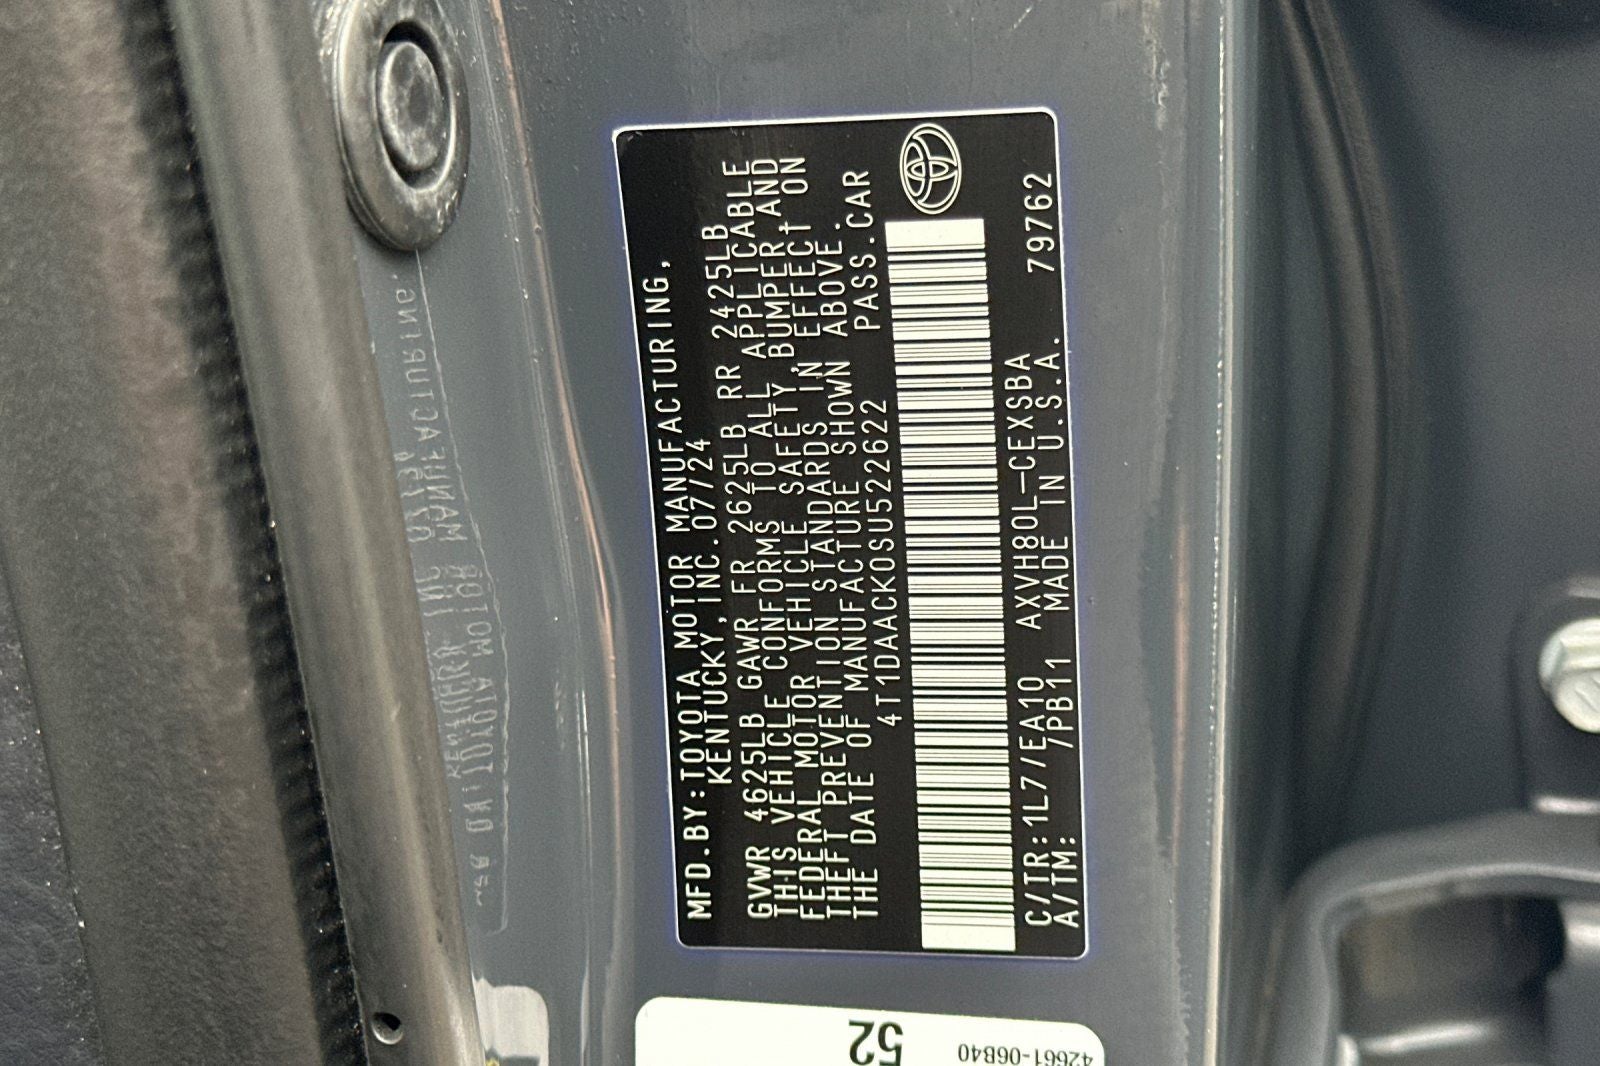 MFD.BY:TOYOTA MOTOR MANUFACTURING,
KENTUCKY,INC. 07/24
GVWR 4625LB GAWR FR 2625LB RR 2425LB
THIS VEHICLE CONFORMS TO ALL APPLICABLE
FEDERAL MOTOR VEHICLE SAFETY,BUMPER,AND
THEFT PREVENTION STANDARDS IN EFFECT ON
THE DATE OF MANUFACTURE SHOWN ABOVE.
4T1DAACK0SU522622 PASS.CAR
C/TR:1L7/EA10 AXVH80L-CEXSBA 79762
A/TM: /PB11 MADE IN U.S.A.
52
42661-06B40